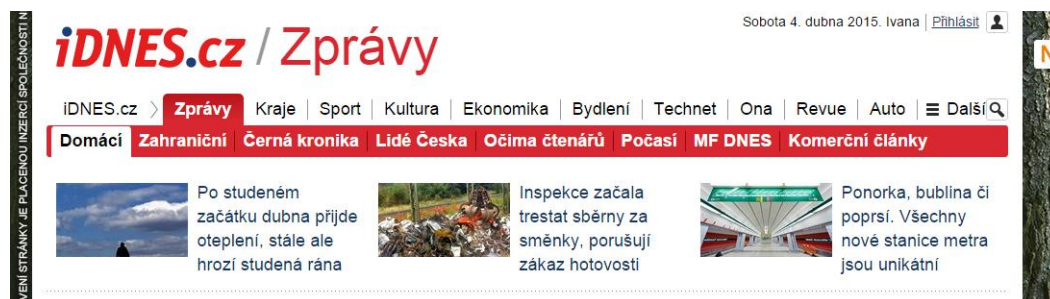 Sobota 4. dubna 2015. Ivana | Přihlásit
iDNES.cz / Zprávy
iDNES.cz Zprávy Kraje | Sport | Kultura | Ekonomika | Bydlení | Technet | Ona | Revue | Auto | Další
Domácí Zahraniční Černá kronika Lidé Česka Očima čtenářů Počasí MF DNES Komerční články
Po studeném
začátku dubna přijde
oteplení, stále ale
hrozí studená rána
Inspekce začala
trestat sběrny za
směnky, porušují
zákaz hotovosti
Ponorka, bublina či
poprsí. Všechny
nové stanice metra
jsou unikátní
VENÍ STRÁNKY JE PLACENOU INZERCÍ SPOLEČNOSTI N
N